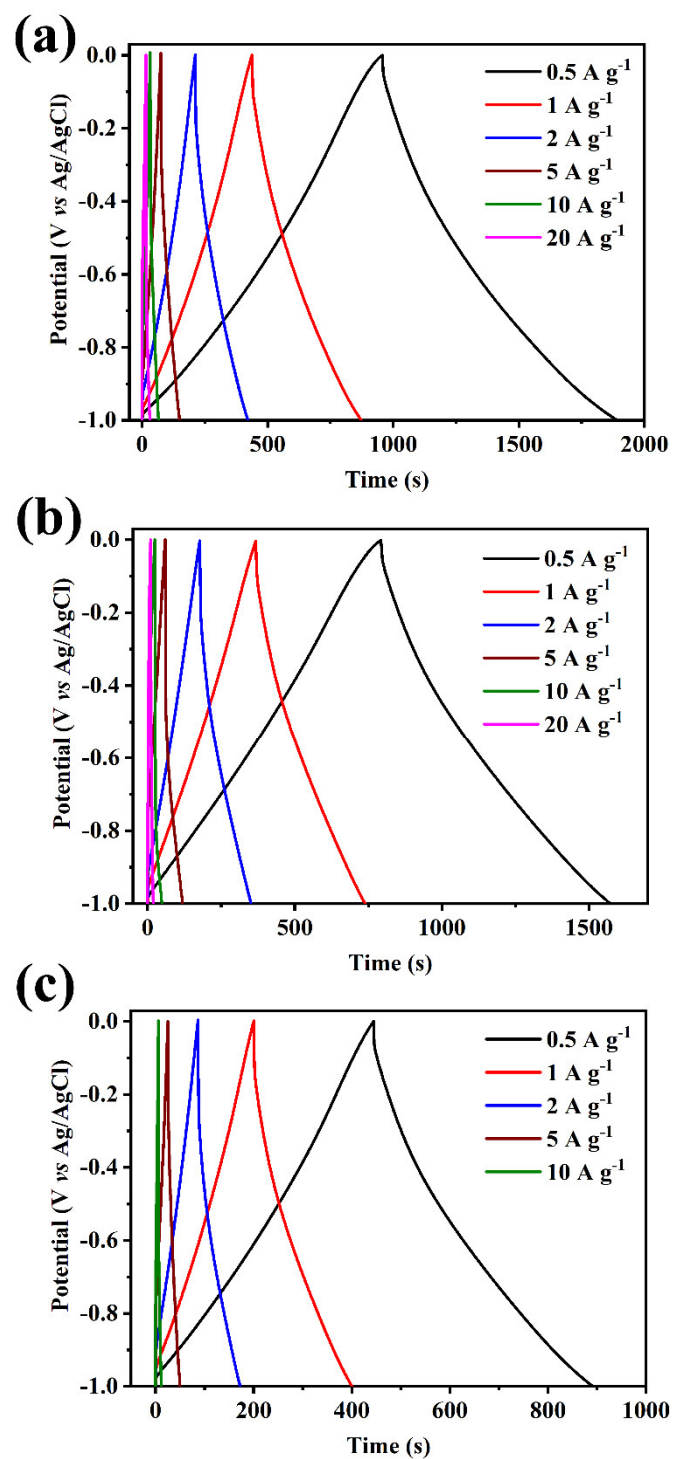 (a)
0.0
-0.2
-0.4
-0.6
-0.8
-1.0
Potential (V vs Ag/AgCl)
0.5 A g⁻¹
1 A g⁻¹
2 A g⁻¹
5 A g⁻¹
10 A g⁻¹
20 A g⁻¹
0 500 1000 1500 2000
Time (s)
(b)
0.0
-0.2
-0.4
-0.6
-0.8
-1.0
Potential (V vs Ag/AgCl)
0.5 A g⁻¹
1 A g⁻¹
2 A g⁻¹
5 A g⁻¹
10 A g⁻¹
20 A g⁻¹
0 500 1000 1500
Time (s)
(c)
0.0
-0.2
-0.4
-0.6
-0.8
-1.0
Potential (V vs Ag/AgCl)
0.5 A g⁻¹
1 A g⁻¹
2 A g⁻¹
5 A g⁻¹
10 A g⁻¹
0 200 400 600 800 1000
Time (s)